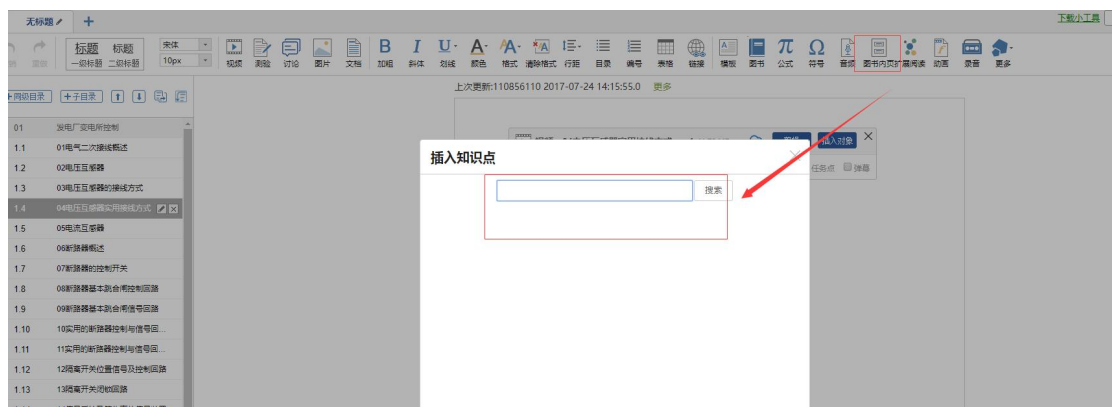 无标题
下载小工具
标题 标题 宋体
一级标题 二级标题 10px
视频 测验 讨论 图片 文档 加粗 斜体 划线 颜色 格式 清除格式 行距 目录 编号 表格 链接 模板 图书 公式 符号 音频 图书内页 扩展阅读 动画 录音 更多
+同级目录 +子目录
上次更新:110856110 2017-07-24 14:15:55.0 更多
插入对象
任务点 弹幕
插入知识点
搜索
01 发电厂变电所控制
1.1 01电气二次接线概述
1.2 02电压互感器
1.3 03电压互感器的接线方式
1.4 04电压互感器实用接线方式
1.5 05电流互感器
1.6 06断路器概述
1.7 07断路器的控制开关
1.8 08断路器基本跳合闸控制回路
1.9 09断路器基本跳合闸信号回路
1.10 10实用的断路器控制与信号回...
1.11 11实用的断路器控制与信号回...
1.12 12隔离开关位置信号及控制回路
1.13 13隔离开关闭锁回路